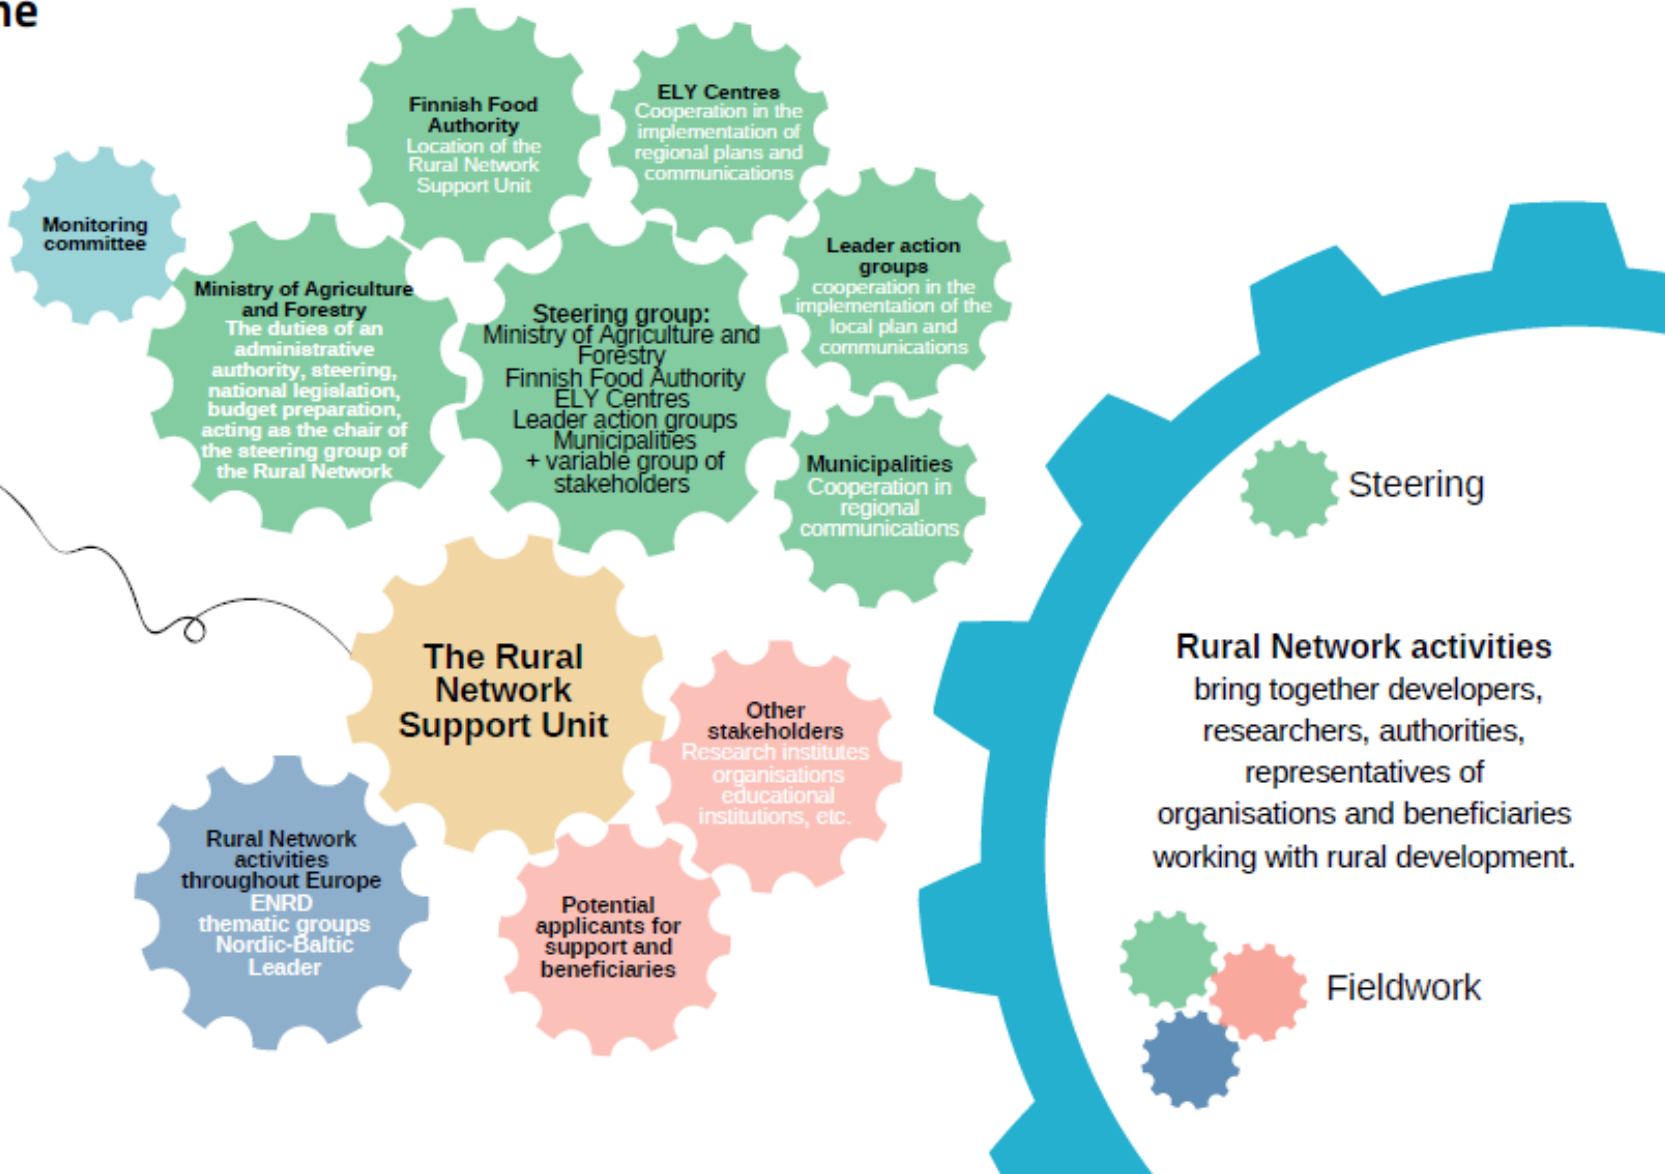 ne
Finnish Food
Authority
Location of the
Rural Network
Support Unit
ELY Centres
Cooperation in the
implementation of
regional plans and
communications
Monitoring
committee
Leader action
groups
cooperation in the
implementation of the
local plan and
communications
Ministry of Agriculture
and Forestry
The duties of an
administrative
authority, steering,
national legislation,
budget preparation,
acting as the chair of
the steering group of
the Rural Network
Steering group:
Ministry of Agriculture and
Forestry
Finnish Food Authority
ELY Centres
Leader action groups
Municipalities
+ variable group of
stakeholders
Municipalities
Cooperation in
regional
communications
The Rural
Network
Support Unit
Other
stakeholders
Research institutes
organisations
educational
institutions, etc.
Rural Network
activities
throughout Europe
ENRD
thematic groups
Nordic-Baltic
Leader
Potential
applicants for
support and
beneficiaries
Steering
Rural Network activities
bring together developers,
researchers, authorities,
representatives of
organisations and beneficiaries
working with rural development.
Fieldwork